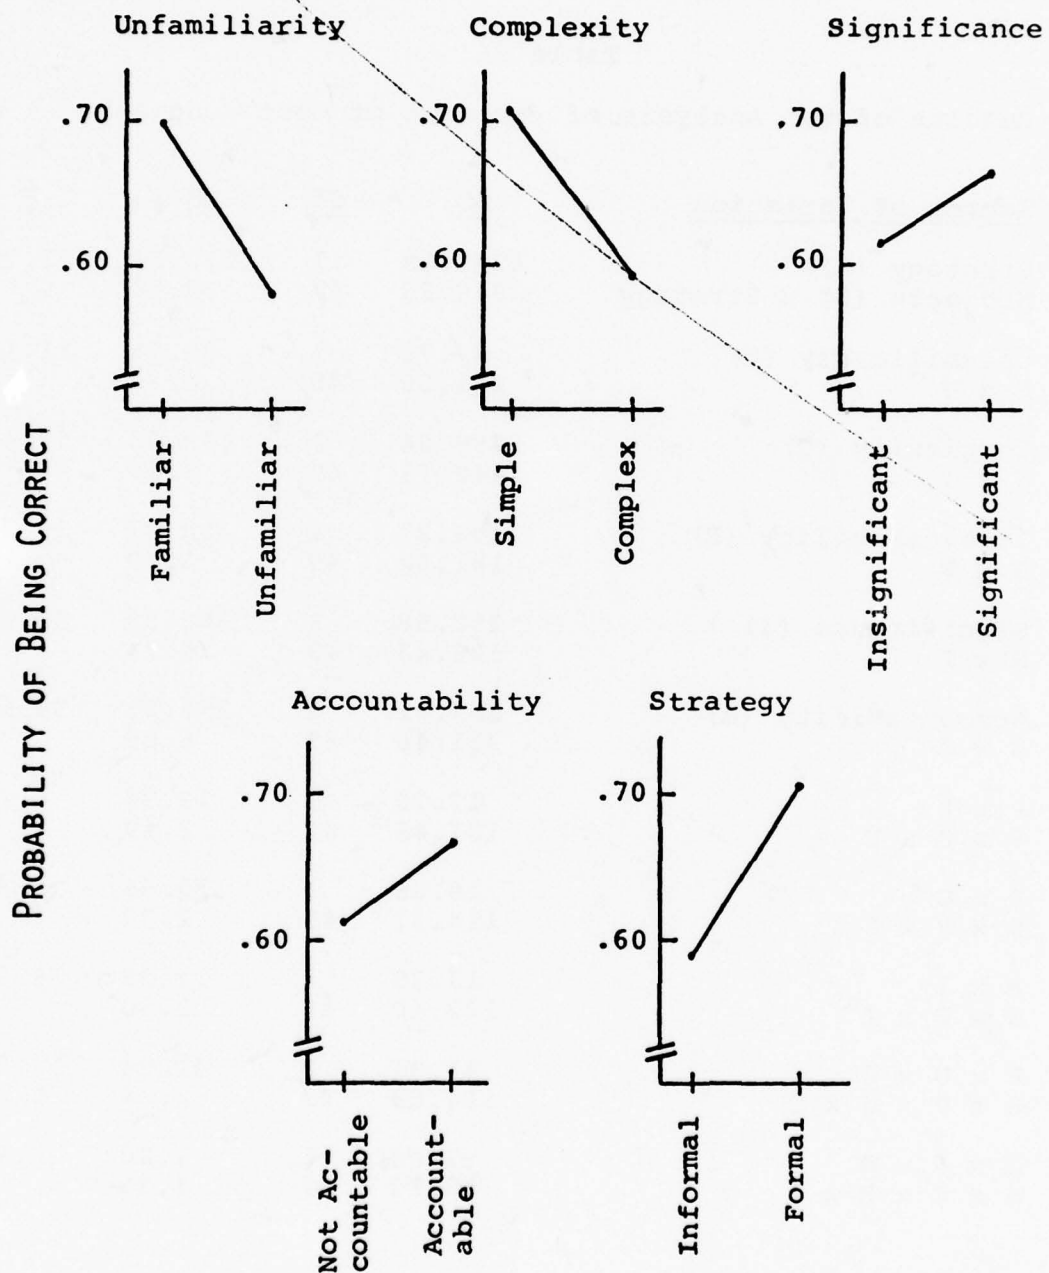 Unfamiliarity
Complexity
Significance
.70
.60
Familiar
Unfamiliar
.70
.60
Simple
Complex
.70
.60
Insignificant
Significant
PROBABILITY OF BEING CORRECT
Accountability
Strategy
.70
.60
Not Ac-
countable
Account-
able
.70
.60
Informal
Formal